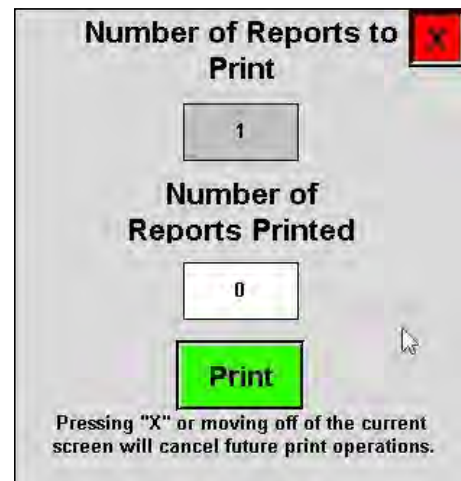 Number of Reports to
Print
X
1
Number of
Reports Printed
0
Print
Pressing "X" or moving off of the current
screen will cancel future print operations.